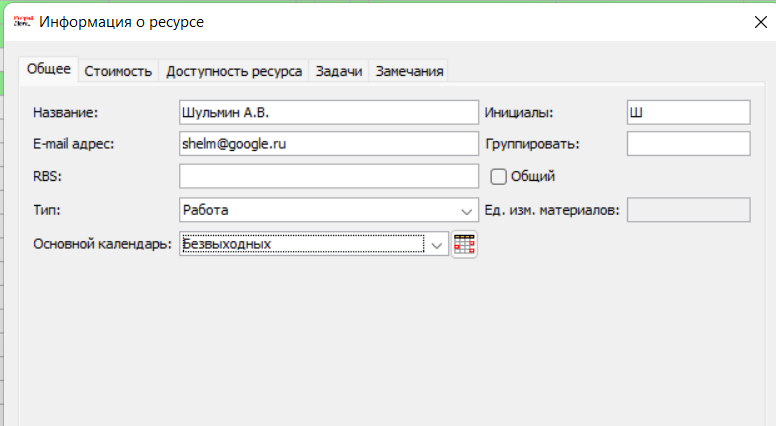 Информация о ресурсе
Общее Стоимость Доступность ресурса Задачи Замечания
Название: Шульмин А.В. Инициалы: Ш
E-mail адрес: shelm@google.ru Группировать:
RBS: Общий
Тип: Работа Ед. изм. материалов:
Основной календарь: Безвыходных